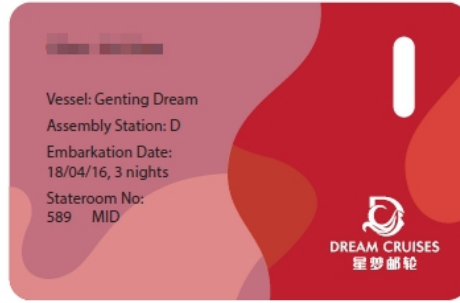 Vessel: Genting Dream
Assembly Station: D
Embarkation Date:
18/04/16, 3 nights
Stateroom No:
589 MID
DREAM CRUISES
星梦邮轮